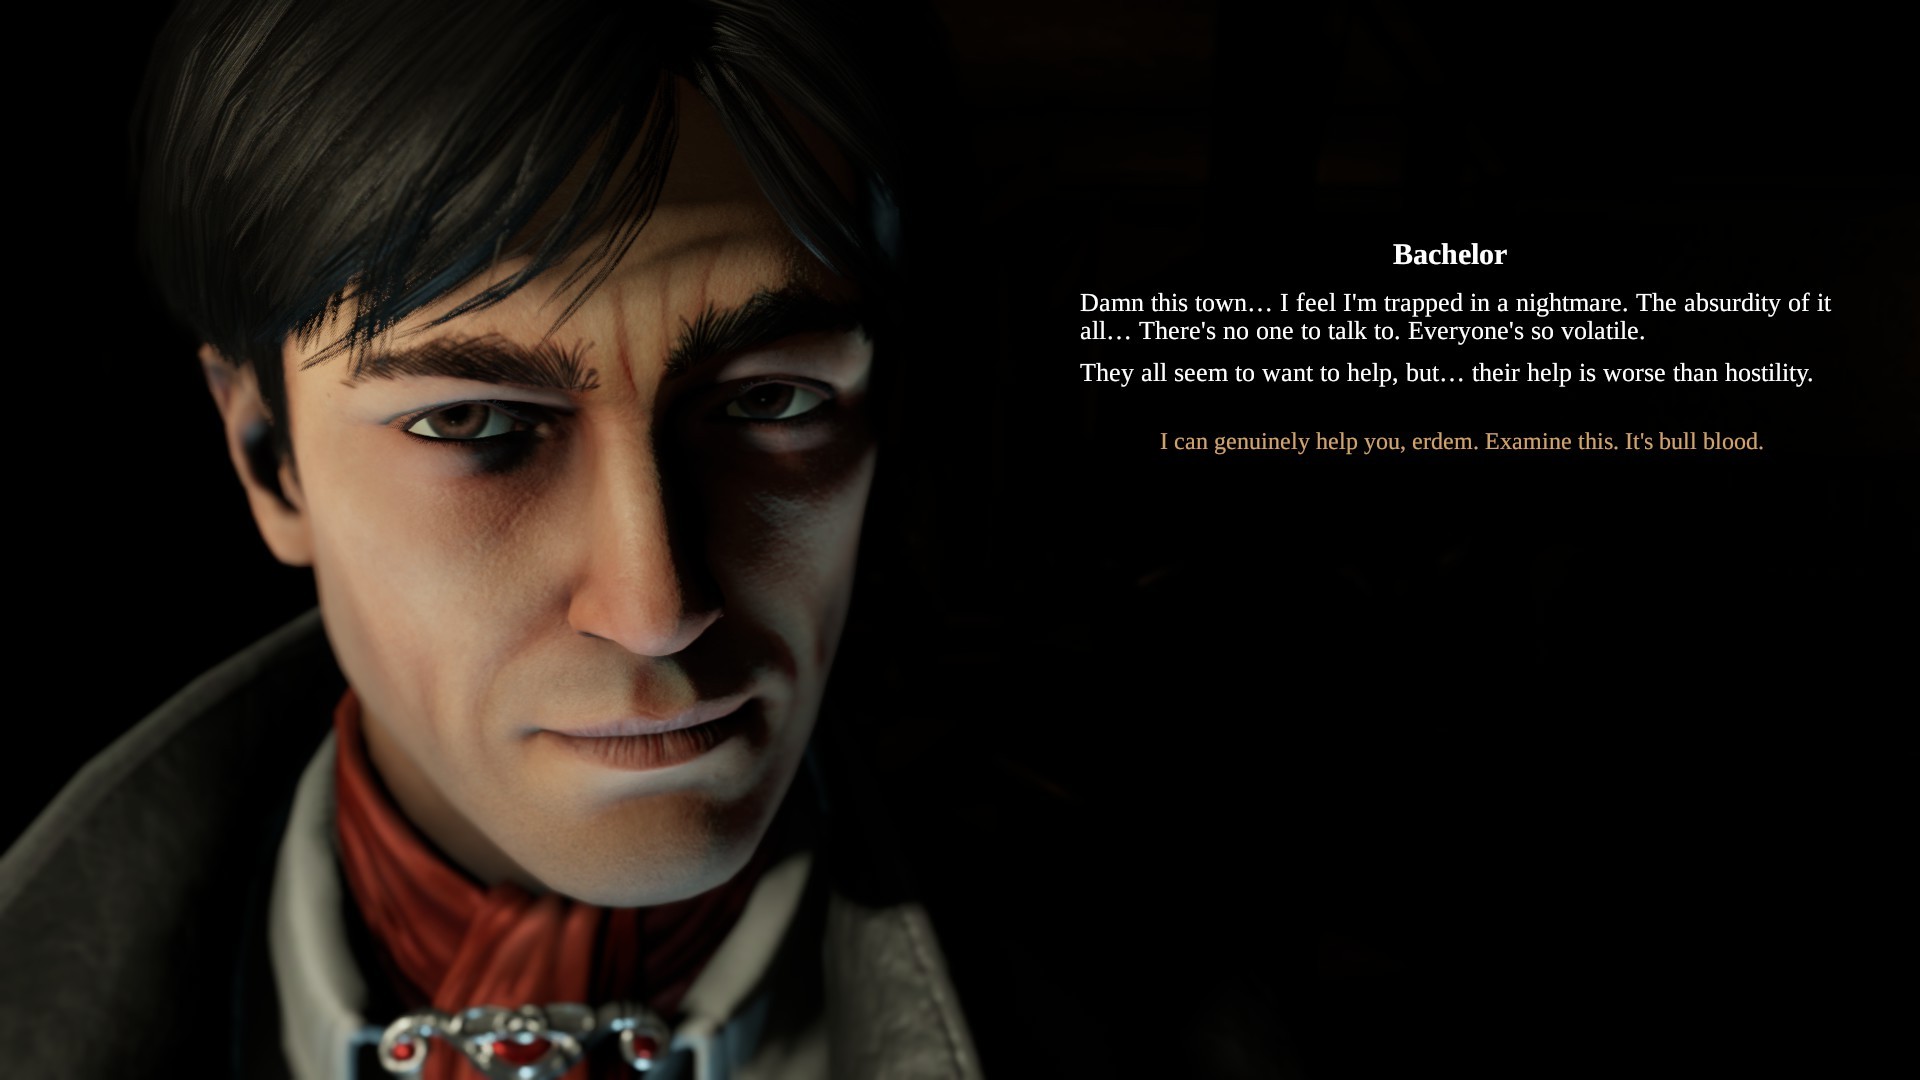 Bachelor
Damn this town… I feel I'm trapped in a nightmare. The absurdity of it
all… There's no one to talk to. Everyone's so volatile.
They all seem to want to help, but… their help is worse than hostility.
I can genuinely help you, erdem. Examine this. It's bull blood.